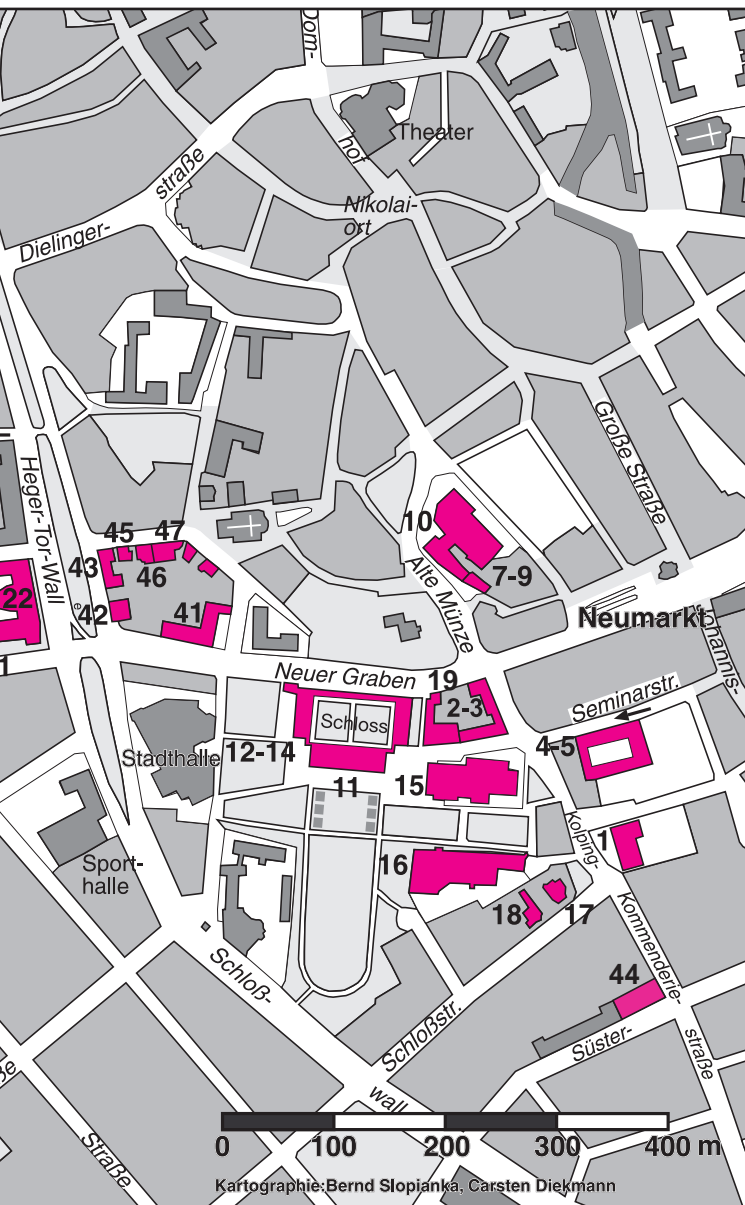 Dom-
hof
Theater
straße
Dielinger-
Nikolai-
ort
Große Straße
Heger-Tor-Wall
10
45
47
43
46
22
42
41
7-9
Alte Münze
Neumarkt
Johannis-
1
Neuer Graben
19
2-3
Seminarstr.
Schloss
4-5
Stadthalle
12-14
11
15
Kolping-
1
Sport-
halle
16
18
17
Kommenderie-
44
Schloß-
Schloßstr.
Süster-
straße
wall
Straße
0 100 200 300 400 m
Kartographie:Bernd Slopianka, Carsten Diekmann